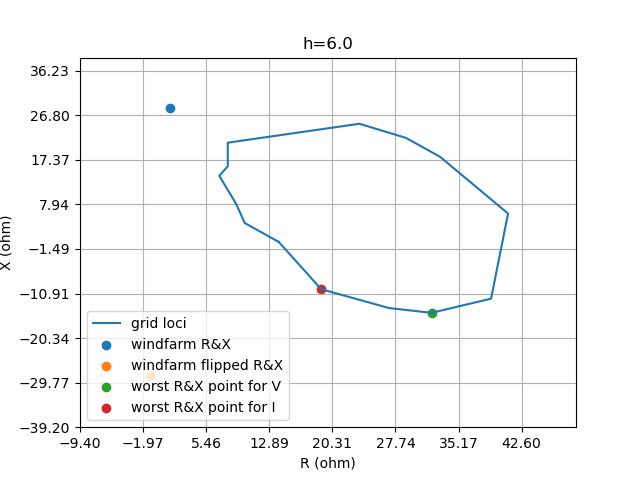 h=6.0
36.23
26.80
17.37
7.94
−1.49
−10.91
−20.34
−29.77
−39.20
X (ohm)
grid loci
windfarm R&X
windfarm flipped R&X
worst R&X point for V
worst R&X point for I
−9.40 −1.97 5.46 12.89 20.31 27.74 35.17 42.60
R (ohm)